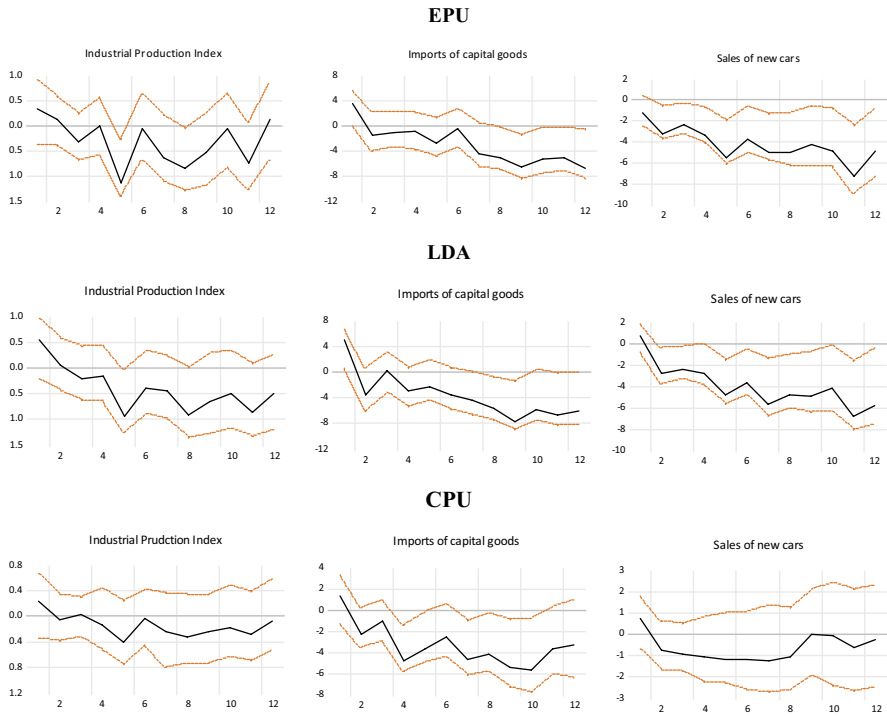 EPU
Industrial Production Index
1.0
0.5
0.0
0.5
1.0
1.5
2 4 6 8 10 12
Imports of capital goods
8
4
0
-4
-8
-12
2 4 6 8 10 12
Sales of new cars
2
0
-2
-4
-6
-8
-10
2 4 6 8 10 12
LDA
Industrial Production Index
1.0
0.5
0.0
0.5
1.0
1.5
2 4 6 8 10 12
Imports of capital goods
8
4
0
-4
-8
-12
2 4 6 8 10 12
Sales of new cars
2
0
-2
-4
-6
-8
-10
2 4 6 8 10 12
CPU
Industrial Prudction Index
0.8
0.4
0.0
0.4
0.8
1.2
2 4 6 8 10 12
Imports of capital goods
4
2
0
-2
-4
-6
-8
2 4 6 8 10 12
Sales of new cars
3
2
1
0
-1
-2
-3
2 4 6 8 10 12